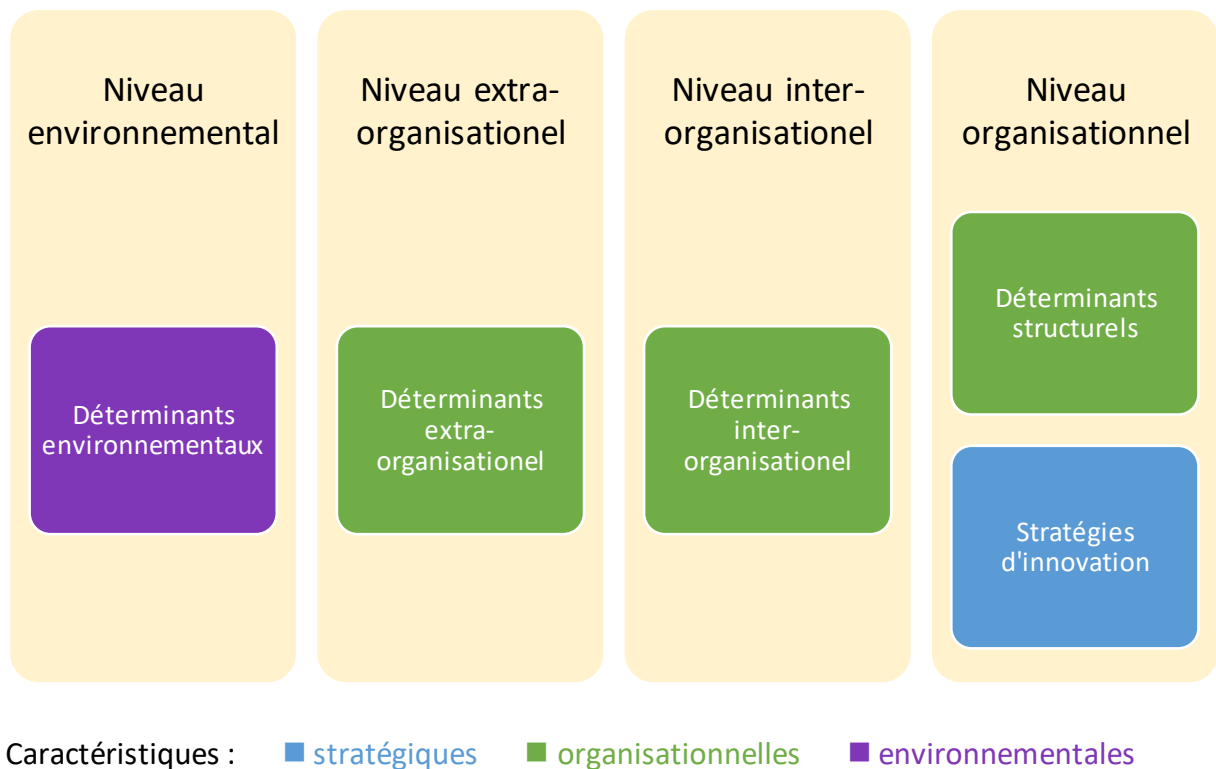 Niveau
environnemental
Niveau extra-
organisationel
Niveau inter-
organisationel
Niveau
organisationnel
Déterminants
environnementaux
Déterminants
extra-
organisationel
Déterminants
inter-
organisationel
Déterminants
structurels
Stratégies
d'innovation
Caractéristiques : stratégiques organisationnelles environnementales